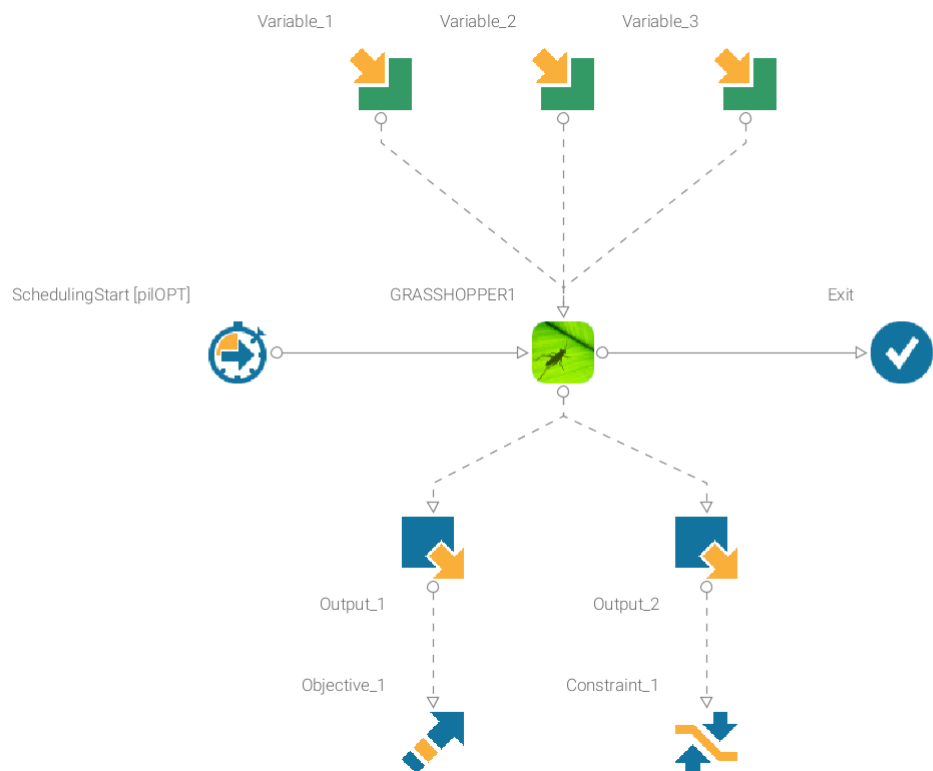 Variable_1
Variable_2
Variable_3
SchedulingStart [pilOPT]
GRASSHOPPER1
Exit
Output_1
Output_2
Objective_1
Constraint_1